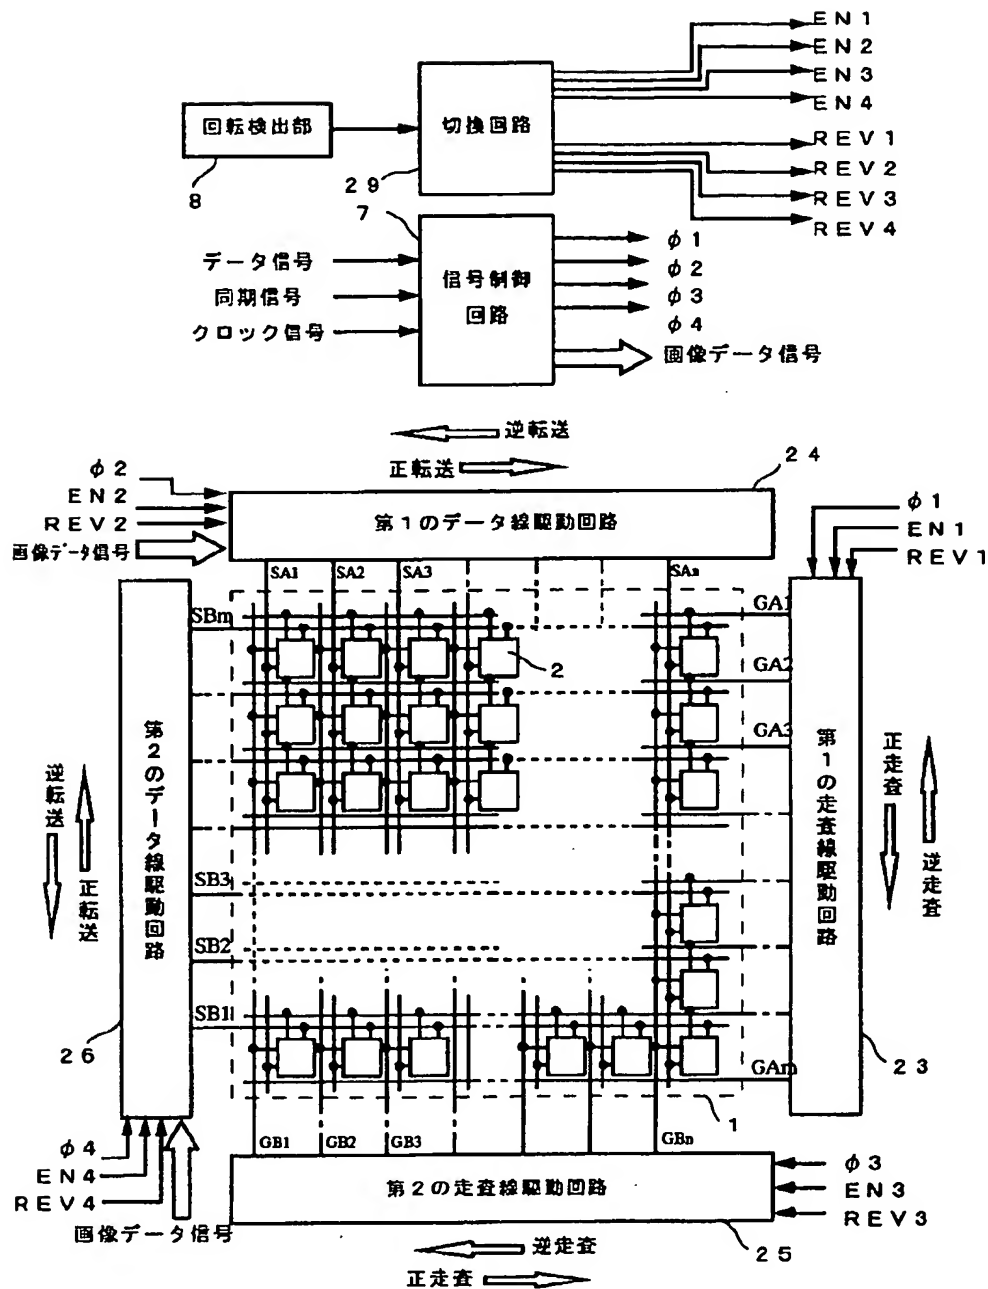 EN1
EN2
EN3
EN4
回転検出部
8
切換回路
29
REV1
REV2
REV3
REV4
7
データ信号
同期信号
クロック信号
信号制御
回路
φ1
φ2
φ3
φ4
画像データ信号
逆転送
正転送
24
φ2
EN2
REV2
画像データ信号
第1のデータ線駆動回路
φ1
EN1
REV1
SA1
SA2
SA3
SAn
SBm
GA1
2
GA2
GA3
第2のデータ線駆動回路
逆転送
正転送
第1の走査線駆動回路
正走査
逆走査
SB3
SB2
SB1
26
23
GAm
1
φ4
EN4
REV4
画像データ信号
GB1
GB2
GB3
GBn
第2の走査線駆動回路
φ3
EN3
REV3
25
逆走査
正走査